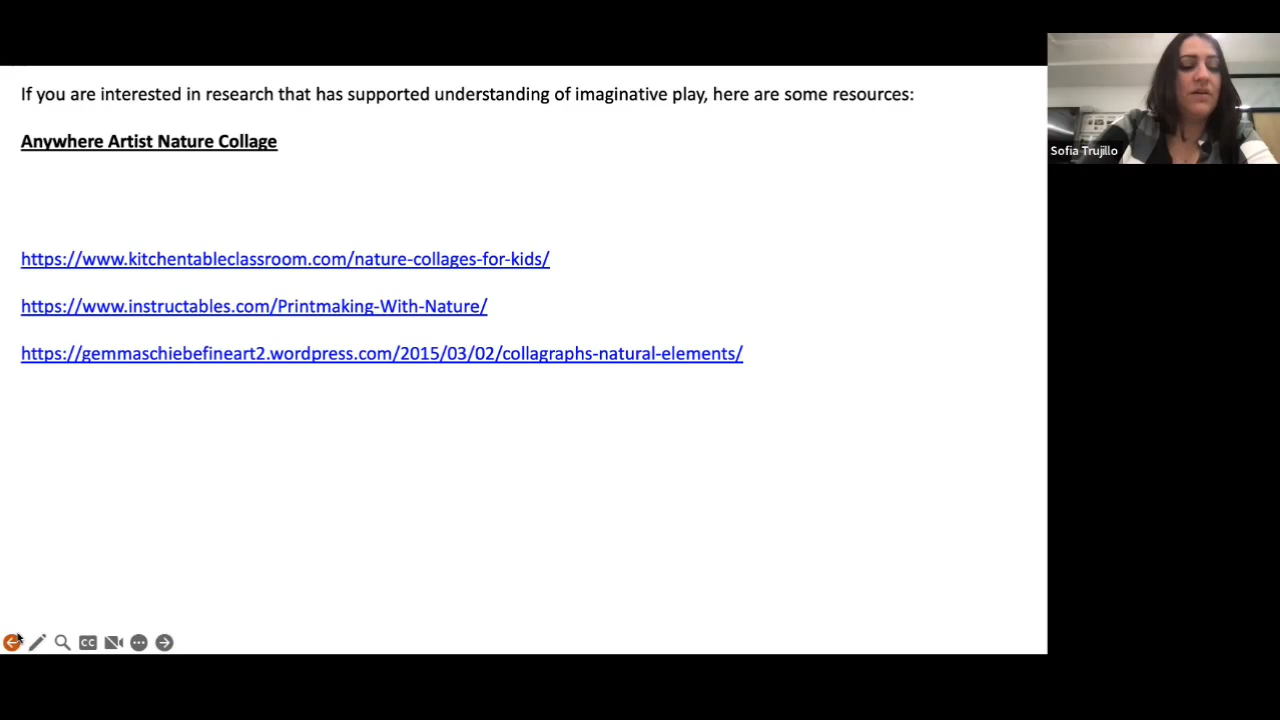 If you are interested in research that has supported understanding of imaginative play, here are some resources:
Anywhere Artist Nature Collage
https://www.kitchentableclassroom.com/nature-collages-for-kids/
https://www.instructables.com/Printmaking-With-Nature/
https://gemmaschiebefineart2.wordpress.com/2015/03/02/collagraphs-natural-elements/
Sofia Trujillo
CC